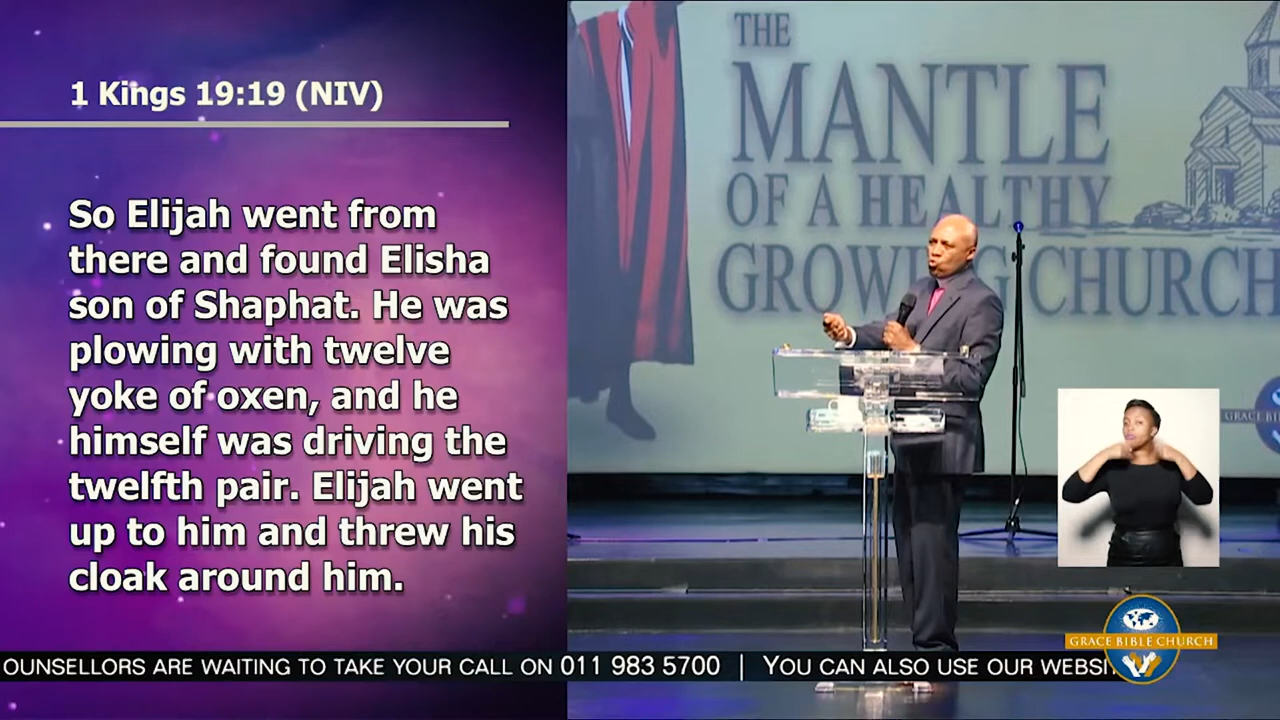 1 Kings 19:19 (NIV)
So Elijah went from
there and found Elisha
son of Shaphat. He was
plowing with twelve
yoke of oxen, and he
himself was driving the
twelfth pair. Elijah went
up to him and threw his
cloak around him.
THE
MANTLE
OF A HEALTHY
GROWING CHURCH
GRACE BIB
GRACE BIBLE CHURCH
OUNSELLORS ARE WAITING TO TAKE YOUR CALL ON 011 983 5700 | YOU CAN ALSO USE OUR WEBSI